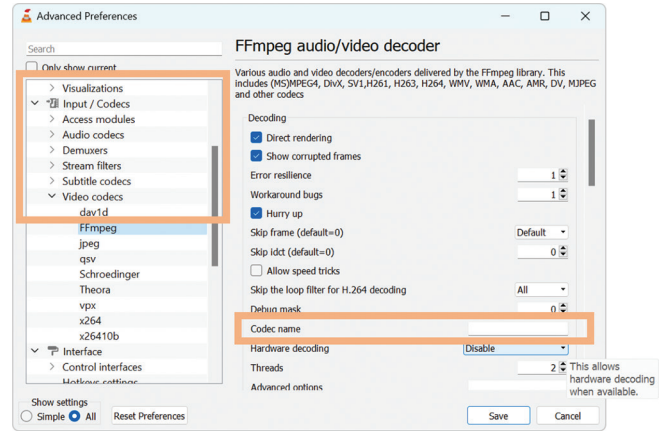 Advanced Preferences
Search
Only show current
Visualizations
Input / Codecs
Access modules
Audio codecs
Demuxers
Stream filters
Subtitle codecs
Video codecs
dav1d
FFmpeg
jpeg
qsv
Schroedinger
Theora
vpx
x264
x26410b
Interface
Control interfaces
Hotkeys settings
Show settings
Simple
All
Reset Preferences
FFmpeg audio/video decoder
Various audio and video decoders/encoders delivered by the FFmpeg library. This
includes (MS)MPEG4, DivX, SV1,H261, H263, H264, WMV, WMA, AAC, AMR, DV, MJPEG
and other codecs
Decoding
Direct rendering
Show corrupted frames
Error resilience 1
Workaround bugs 1
Hurry up
Skip frame (default=0) Default
Skip idct (default=0) 0
Allow speed tricks
Skip the loop filter for H.264 decoding All
Debug mask 0
Codec name
Hardware decoding Disable
Threads 2
Advanced options
This allows
hardware decoding
when available.
Save
Cancel